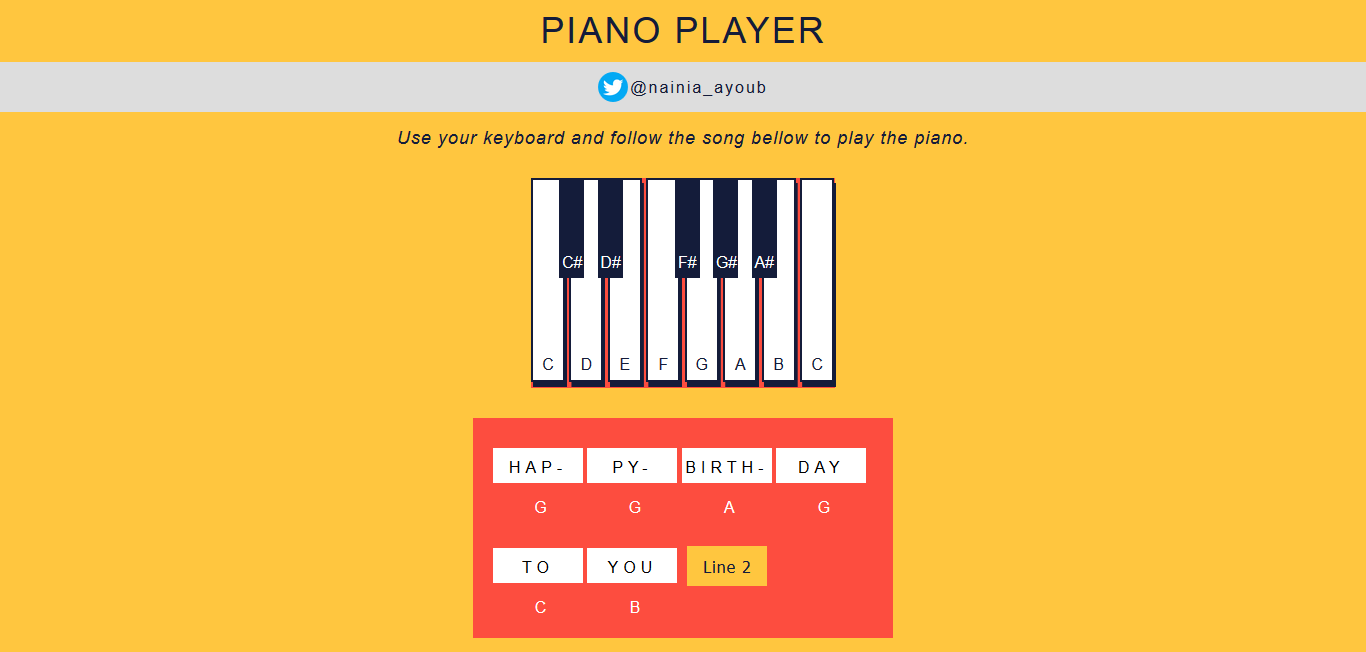 PIANO PLAYER
@nainia_ayoub
Use your keyboard and follow the song bellow to play the piano.
C# D# F# G# A#
C D E F G A B C
HAP- PY- BIRTH- DAY
G G A G
TO YOU Line 2
C B